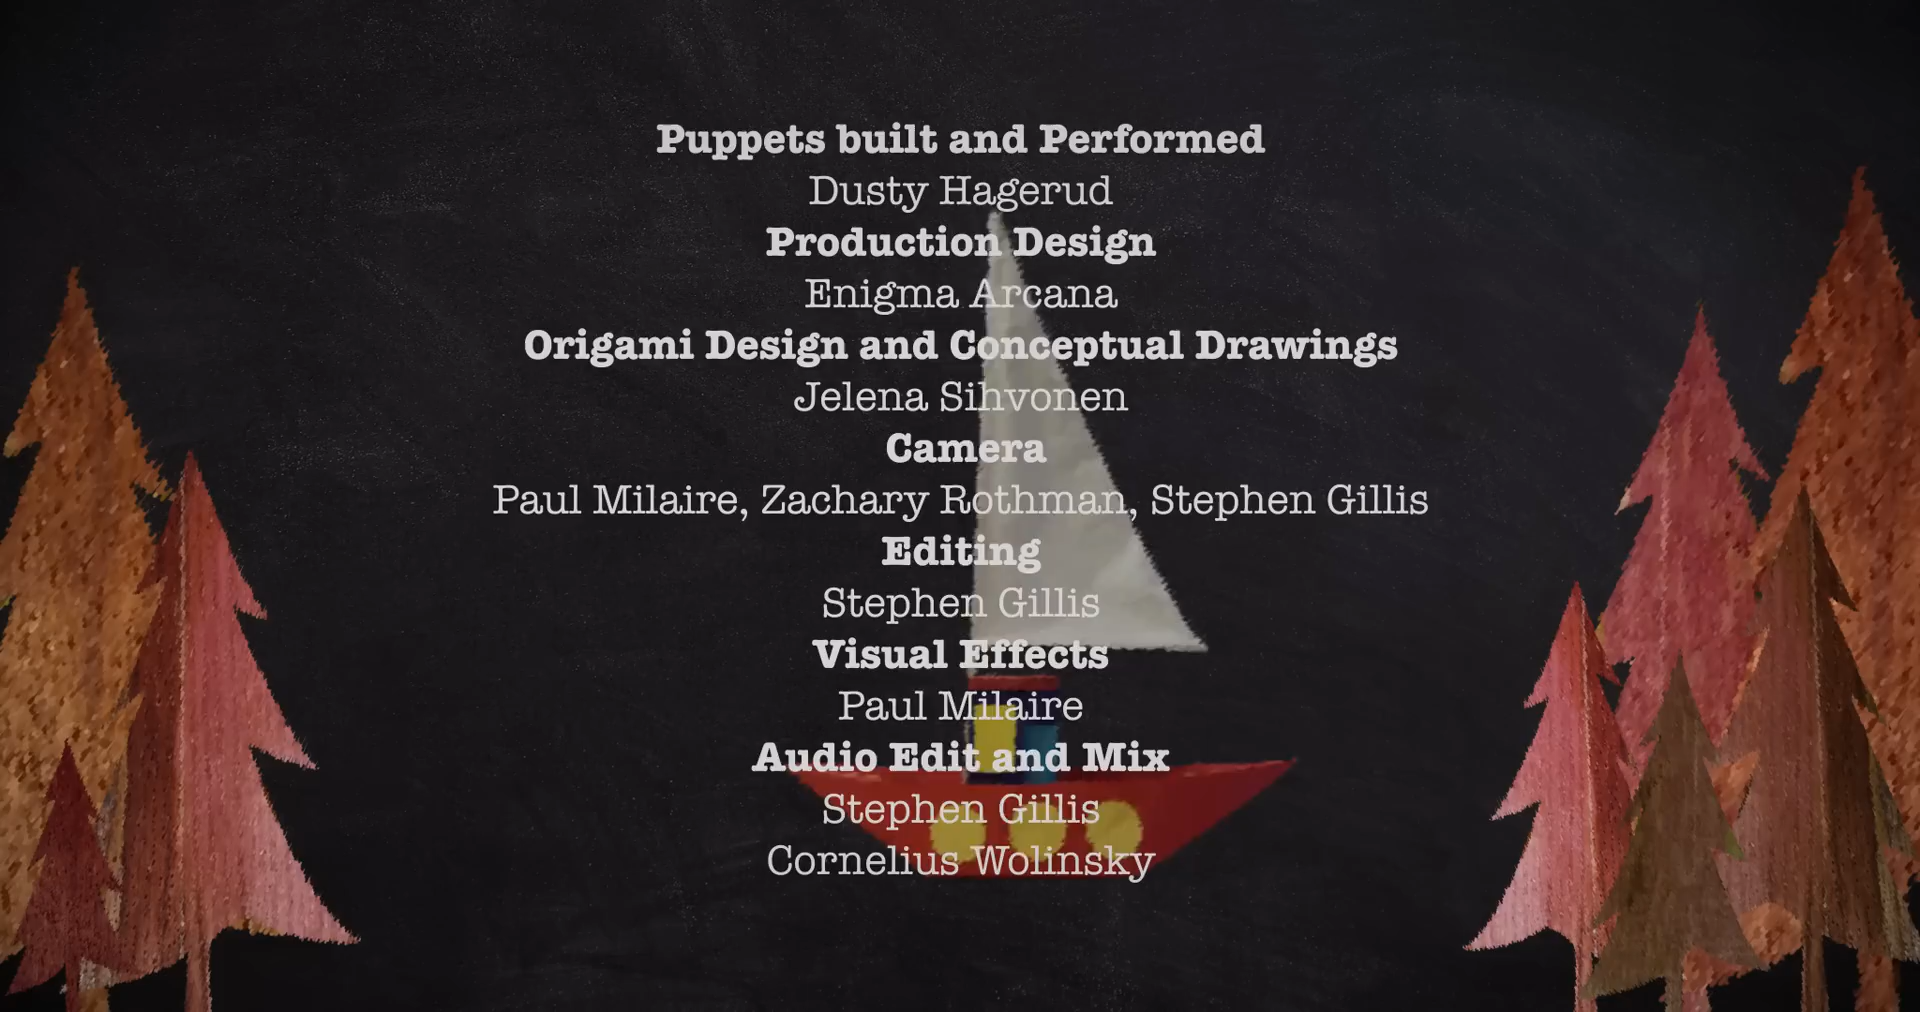 Puppets built and Performed
Dusty Hagerud
Production Design
Enigma Arcana
Origami Design and Conceptual Drawings
Jelena Sihvonen
Camera
Paul Milaire, Zachary Rothman, Stephen Gillis
Editing
Stephen Gillis
Visual Effects
Paul Milaire
Audio Edit and Mix
Stephen Gillis
Cornelius Wolinsky